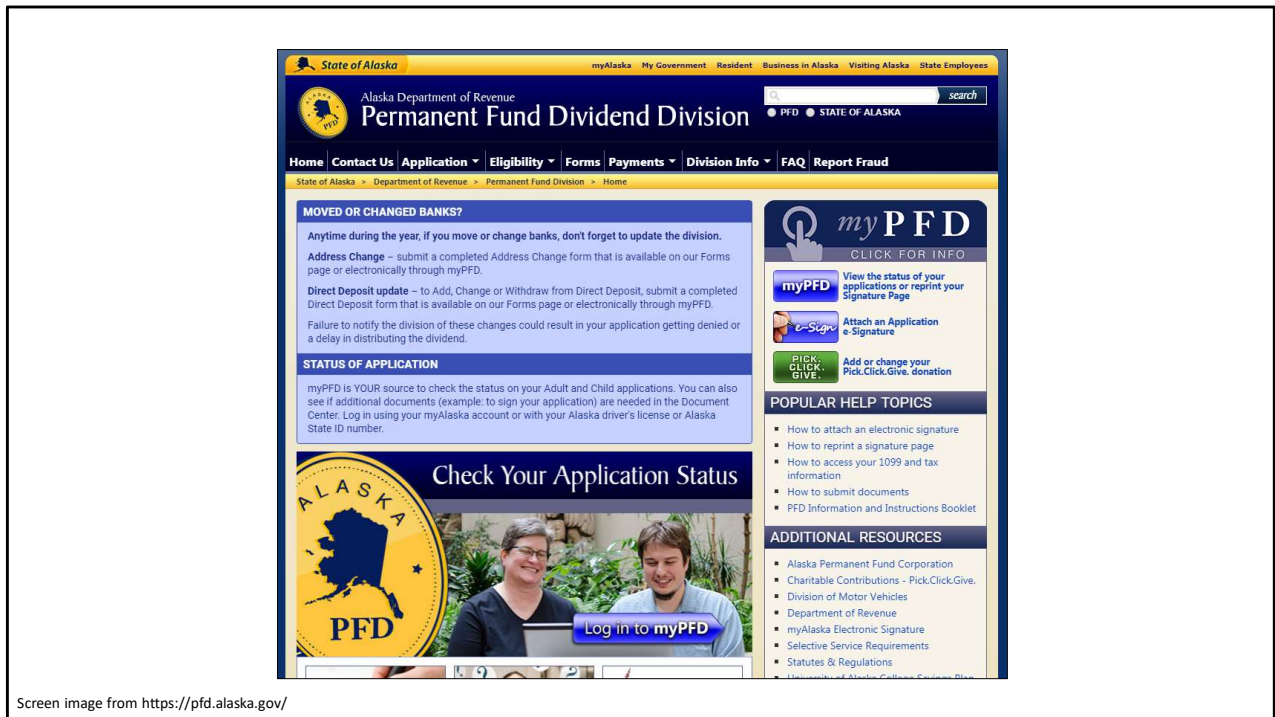 State of Alaska
myAlaska My Government Resident Business in Alaska Visiting Alaska State Employees
ALASKA
PFD
Alaska Department of Revenue
Permanent Fund Dividend Division
search
PFD STATE OF ALASKA
Home Contact Us Application Eligibility Forms Payments Division Info FAQ Report Fraud
State of Alaska > Department of Revenue > Permanent Fund Division > Home
MOVED OR CHANGED BANKS?
Anytime during the year, if you move or change banks, don't forget to update the division.
Address Change – submit a completed Address Change form that is available on our Forms
page or electronically through myPFD.
Direct Deposit update – to Add, Change or Withdraw from Direct Deposit, submit a completed
Direct Deposit form that is available on our Forms page or electronically through myPFD.
Failure to notify the division of these changes could result in your application getting denied or
a delay in distributing the dividend.
STATUS OF APPLICATION
myPFD is YOUR source to check the status on your Adult and Child applications. You can also
see if additional documents (example: to sign your application) are needed in the Document
Center. Log in using your myAlaska account or with your Alaska driver's license or Alaska
State ID number.
Check Your Application Status
ALASKA
PFD
Log in to myPFD
my PFD
CLICK FOR INFO
myPFD
View the status of your
applications or reprint your
Signature Page
e-Sign
Attach an Application
e-Signature
PICK.
CLICK.
GIVE.
Add or change your
Pick.Click.Give. donation
POPULAR HELP TOPICS
How to attach an electronic signature
How to reprint a signature page
How to access your 1099 and tax
information
How to submit documents
PFD Information and Instructions Booklet
ADDITIONAL RESOURCES
Alaska Permanent Fund Corporation
Charitable Contributions - Pick.Click.Give.
Division of Motor Vehicles
Department of Revenue
myAlaska Electronic Signature
Selective Service Requirements
Statutes & Regulations
University of Alaska College Savings Plan
Screen image from https://pfd.alaska.gov/